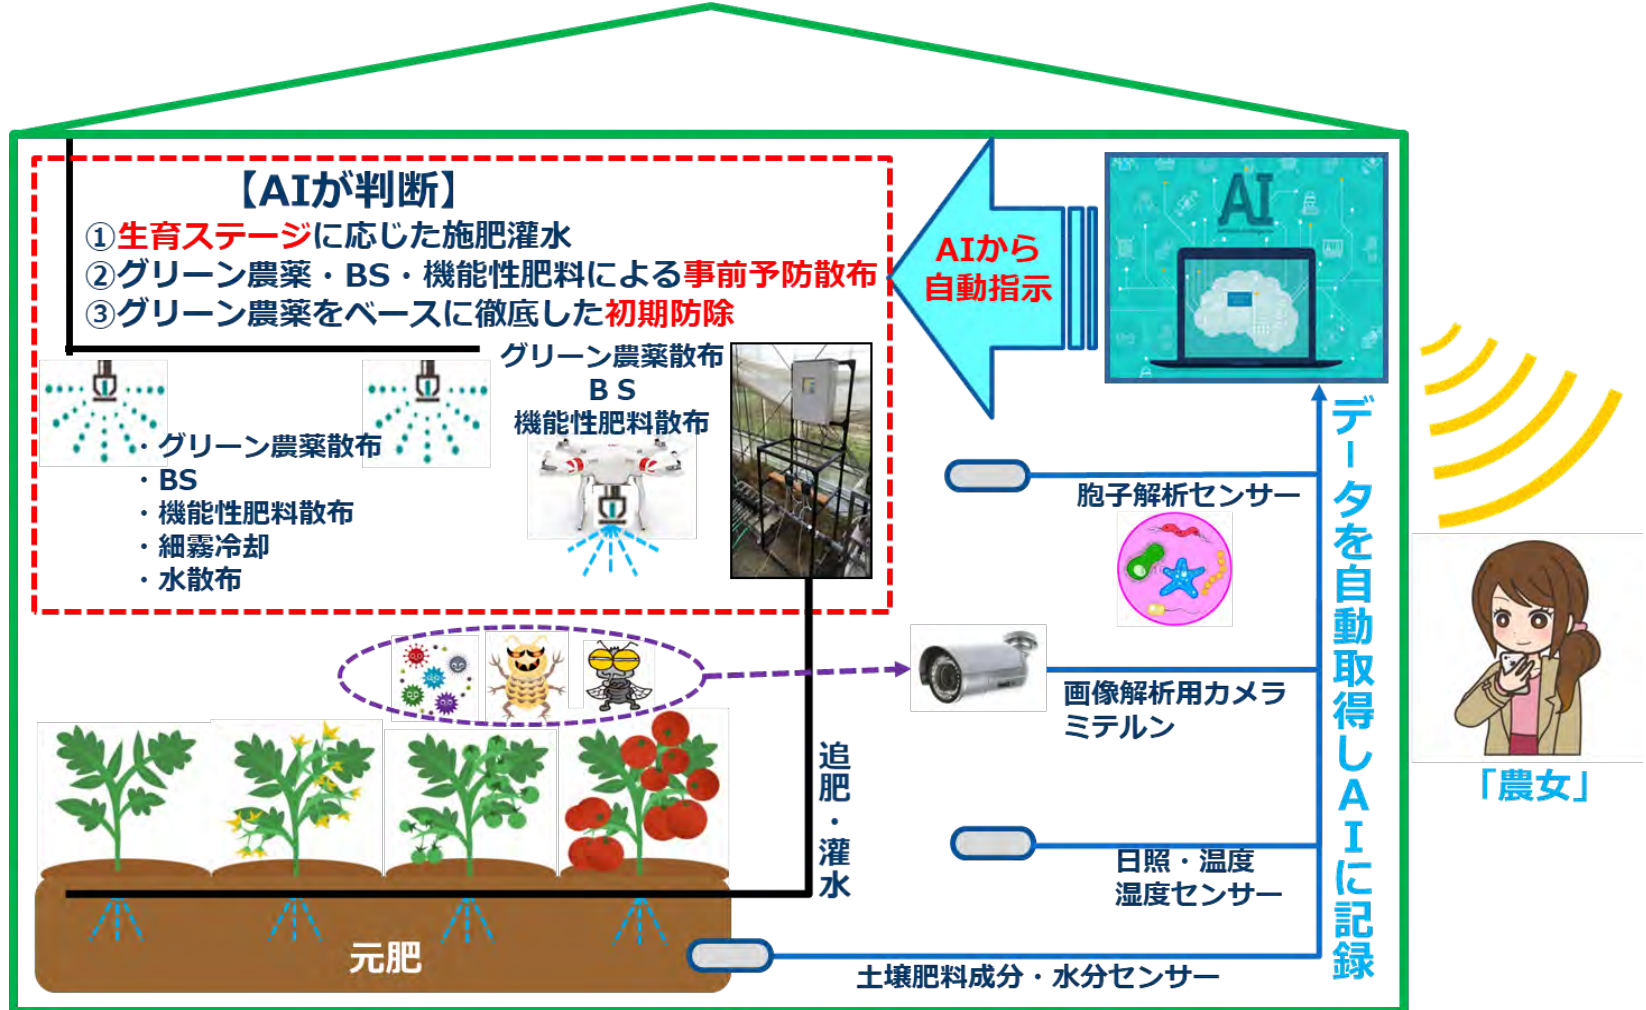 【AIが判断】
①生育ステージに応じた施肥灌水
②グリーン農薬・BS・機能性肥料による事前予防散布
③グリーン農薬をベースに徹底した初期防除
AIから
自動指示
AI
グリーン農薬散布
ＢＳ
機能性肥料散布
・グリーン農薬散布
・BS
・機能性肥料散布
・細霧冷却
・水散布
胞子解析センサー
画像解析用カメラ
ミテルン
日照・温度
湿度センサー
土壌肥料成分・水分センサー
追肥・灌水
元肥
データを自動取得しAIに記録
「農女」